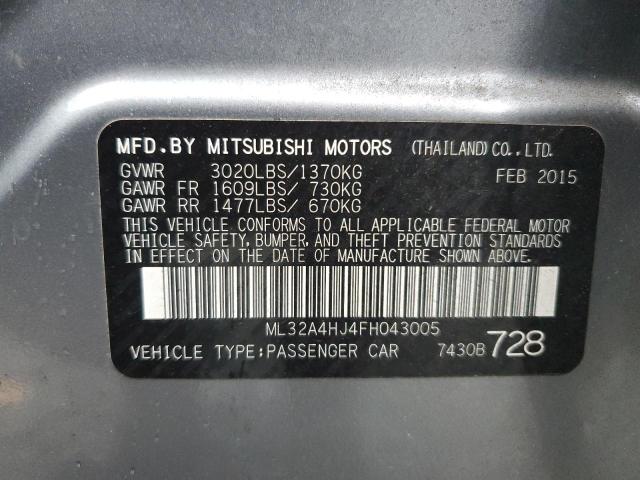 MFD.BY MITSUBISHI MOTORS (THAILAND)CO.,LTD.
GVWR 3020LBS/1370KG FEB 2015
GAWR FR 1609LBS/ 730KG
GAWR RR 1477LBS/ 670KG
THIS VEHICLE CONFORMS TO ALL APPLICABLE FEDERAL MOTOR
VEHICLE SAFETY, BUMPER, AND THEFT PREVENTION STANDARDS
IN EFFECT ON THE DATE OF MANUFACTURE SHOWN ABOVE.
ML32A4HJ4FH043005
VEHICLE TYPE:PASSENGER CAR 7430B 728